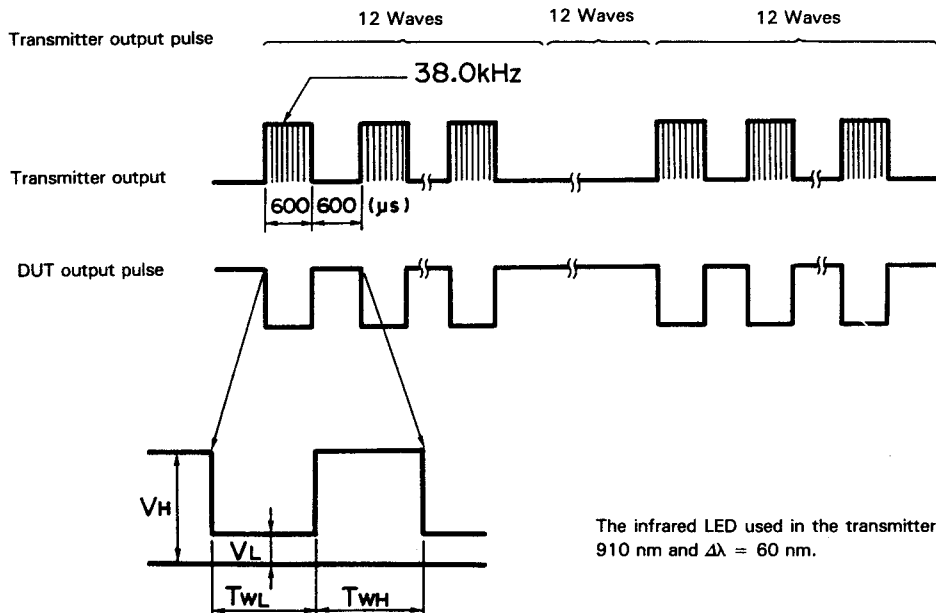 12 Waves 12 Waves 12 Waves
Transmitter output pulse
38.0kHz
Transmitter output
600 600 (μs)
DUT output pulse
VH
VL
TWL TWH
The infrared LED used in the transmitter
910 nm and Δλ = 60 nm.